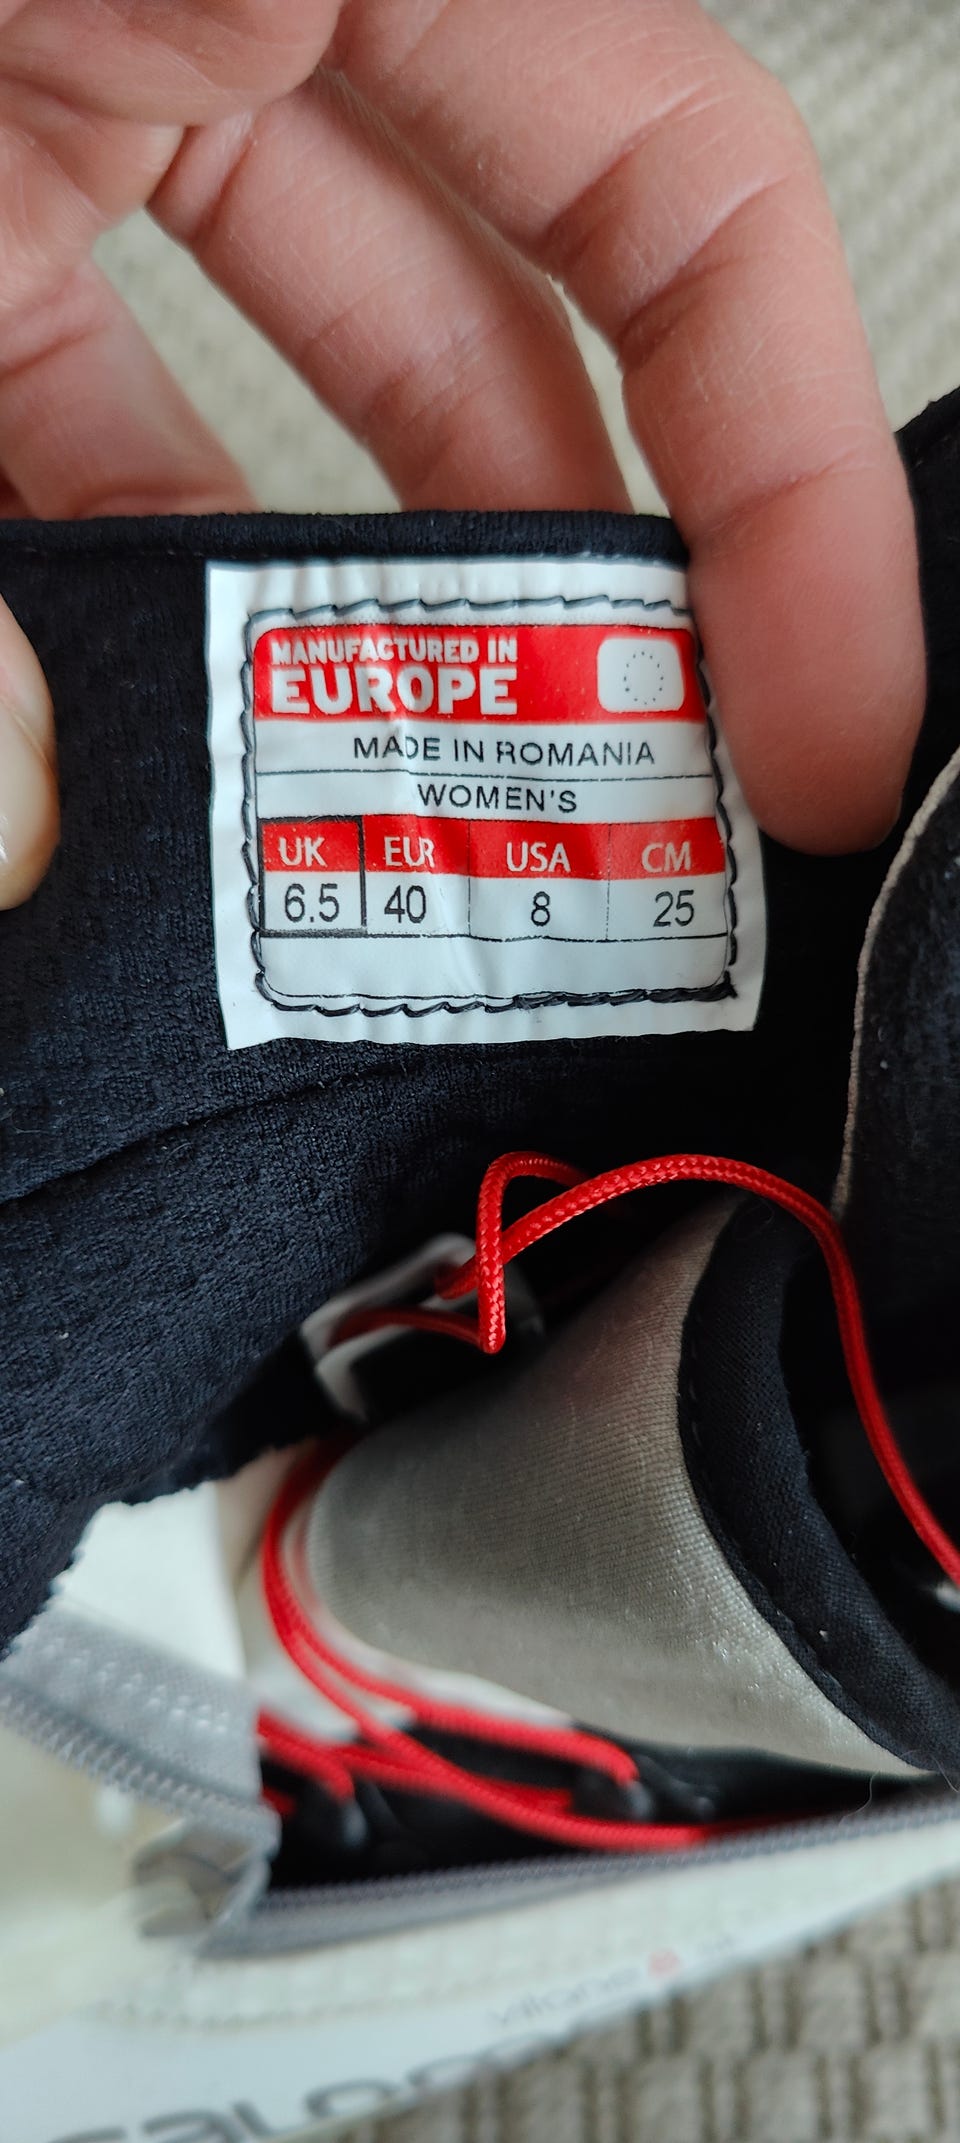 MANUFACTURED IN
EUROPE
MADE IN ROMANIA
WOMEN'S
UK EUR USA CM
6.5 40 8 25